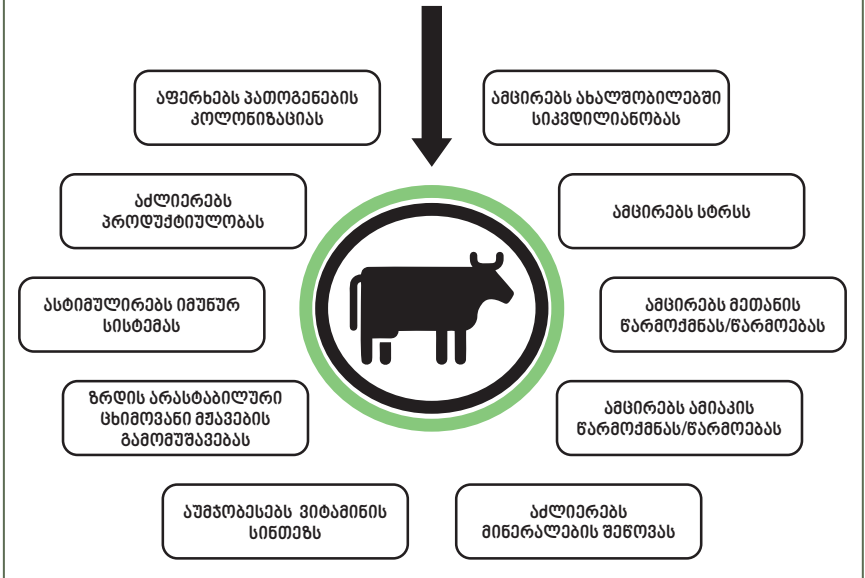 აფერხებს პათოგენების
კოლონიზაციას
ამცირებს ახალშობილებში
სიკვდილიანობას
აძლიერებს
პროდუქტიულობას
ამცირებს სტრსს
ასტიმულირებს იმუნურ
სისტემას
ამცირებს მეთანის
წარმოქმნას/წარმოებას
ზრდის არასტაბილური
ცხიმოვანი მჟავების
გამომუშავებას
ამცირებს ამიაკის
წარმოქმნას/წარმოებას
აუმჯობესებს ვიტამინის
სინთეზს
აძლიერებს
მინერალების შეწოვას